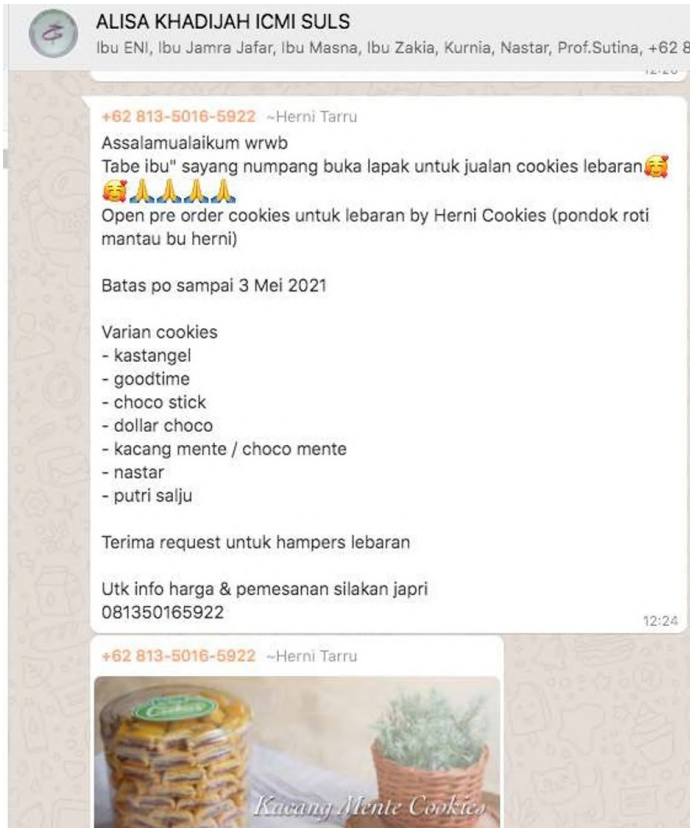 ALISA KHADIJAH ICMI SULS
Ibu ENI, Ibu Jamra Jafar, Ibu Masna, Ibu Zakia, Kurnia, Nastar, Prof.Sutina, +62 8
+62 813-5016-5922 ~Herni Tarru
Assalamualaikum wrwb
Tabe ibu" sayang numpang buka lapak untuk jualan cookies lebaran🥰
🥰🙏🙏🙏🙏
Open pre order cookies untuk lebaran by Herni Cookies (pondok roti
mantau bu herni)
Batas po sampai 3 Mei 2021
Varian cookies
- kastangel
- goodtime
- choco stick
- dollar choco
- kacang mente / choco mente
- nastar
- putri salju
Terima request untuk hampers lebaran
Utk info harga & pemesanan silakan japri
081350165922
12:24
+62 813-5016-5922 ~Herni Tarru
Kacang Mente Cookies